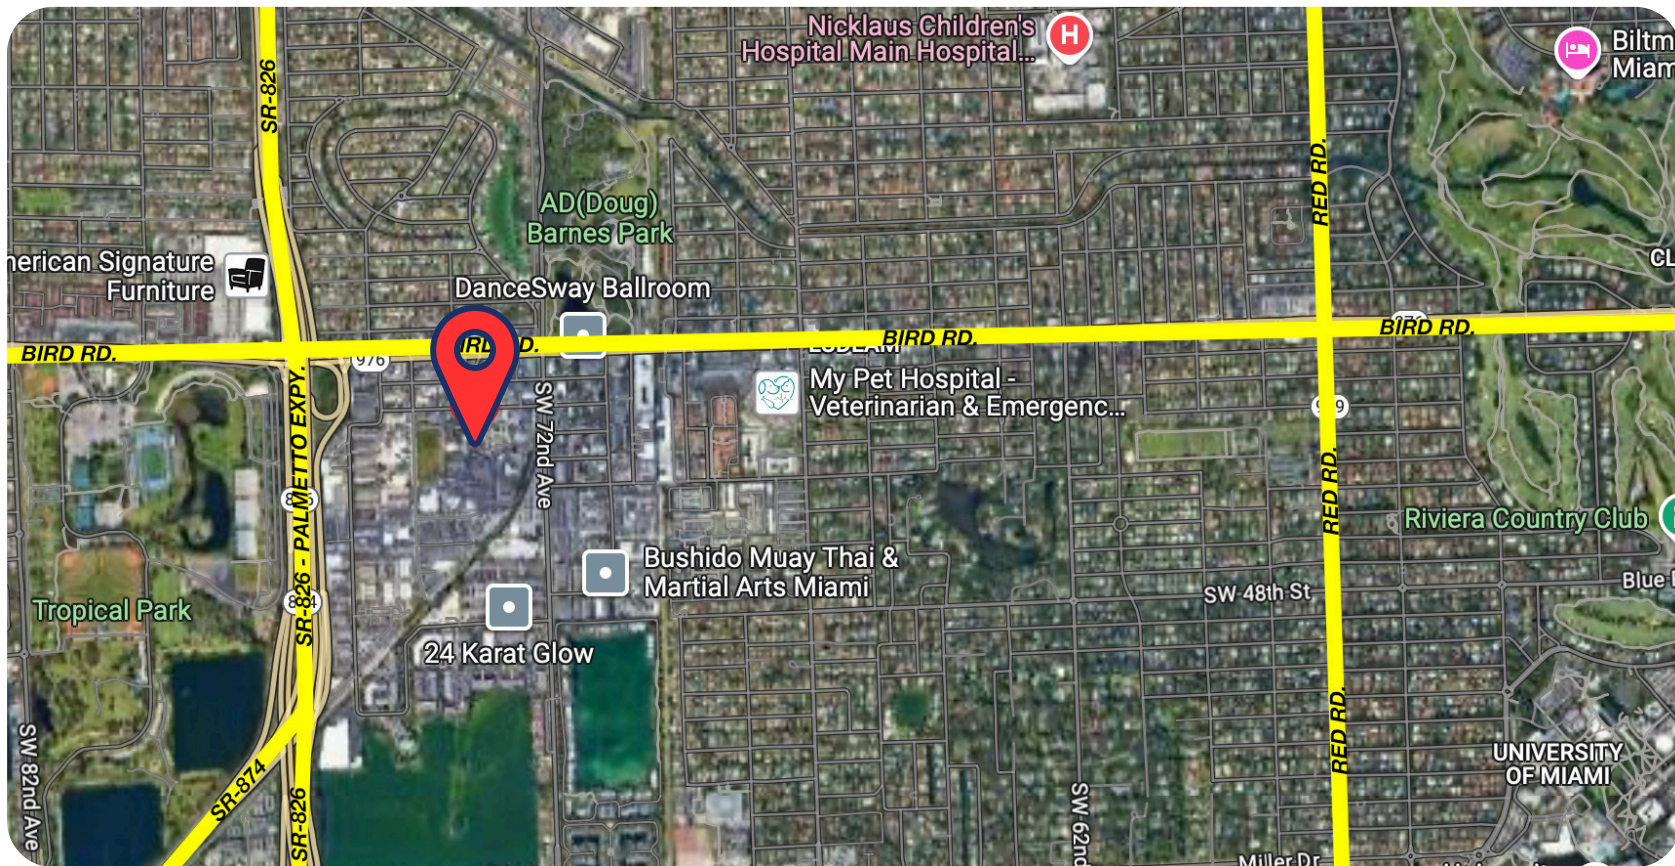 Nicklaus Children's
Hospital Main Hospital...
H
Biltm
Miam
SR-826
RED RD.
AD(Doug)
Barnes Park
merican Signature
Furniture
DanceSway Ballroom
CL
BIRD RD.
BIRD RD.
BIRD RD.
976
My Pet Hospital -
Veterinarian & Emergenc...
SW 72nd Ave
SR-826 - PALMETTO EXPY.
RED RD.
Riviera Country Club
Bushido Muay Thai &
Martial Arts Miami
SW 48th St
Blue
Tropical Park
24 Karat Glow
SW 82nd Ave
SR-874
SR-826
RED RD.
UNIVERSITY
OF MIAMI
SW 62nd
Miller Dr